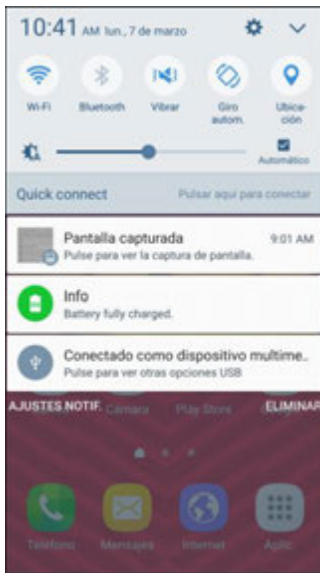 10:41 AM lun., 7 de marzo
Wi-Fi
Bluetooth
Vibrar
Giro autom.
Ubica-
ción
Automático
Quick connect
Pulsar aquí para conectar
Pantalla capturada
9:01 AM
Pulse para ver la captura de pantalla.
Info
Battery fully charged.
Conectado como dispositivo multime..
Pulse para ver otras opciones USB
AJUSTES NOTIF.
Cámara
Play Store
ELIMINAR
Teléfono
Mensajes
Internet
Aplic.